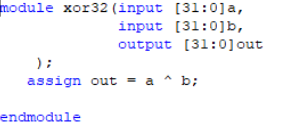 module xor32(input [31:0]a,
input [31:0]b,
output [31:0]out
);
assign out = a ^ b;
endmodule